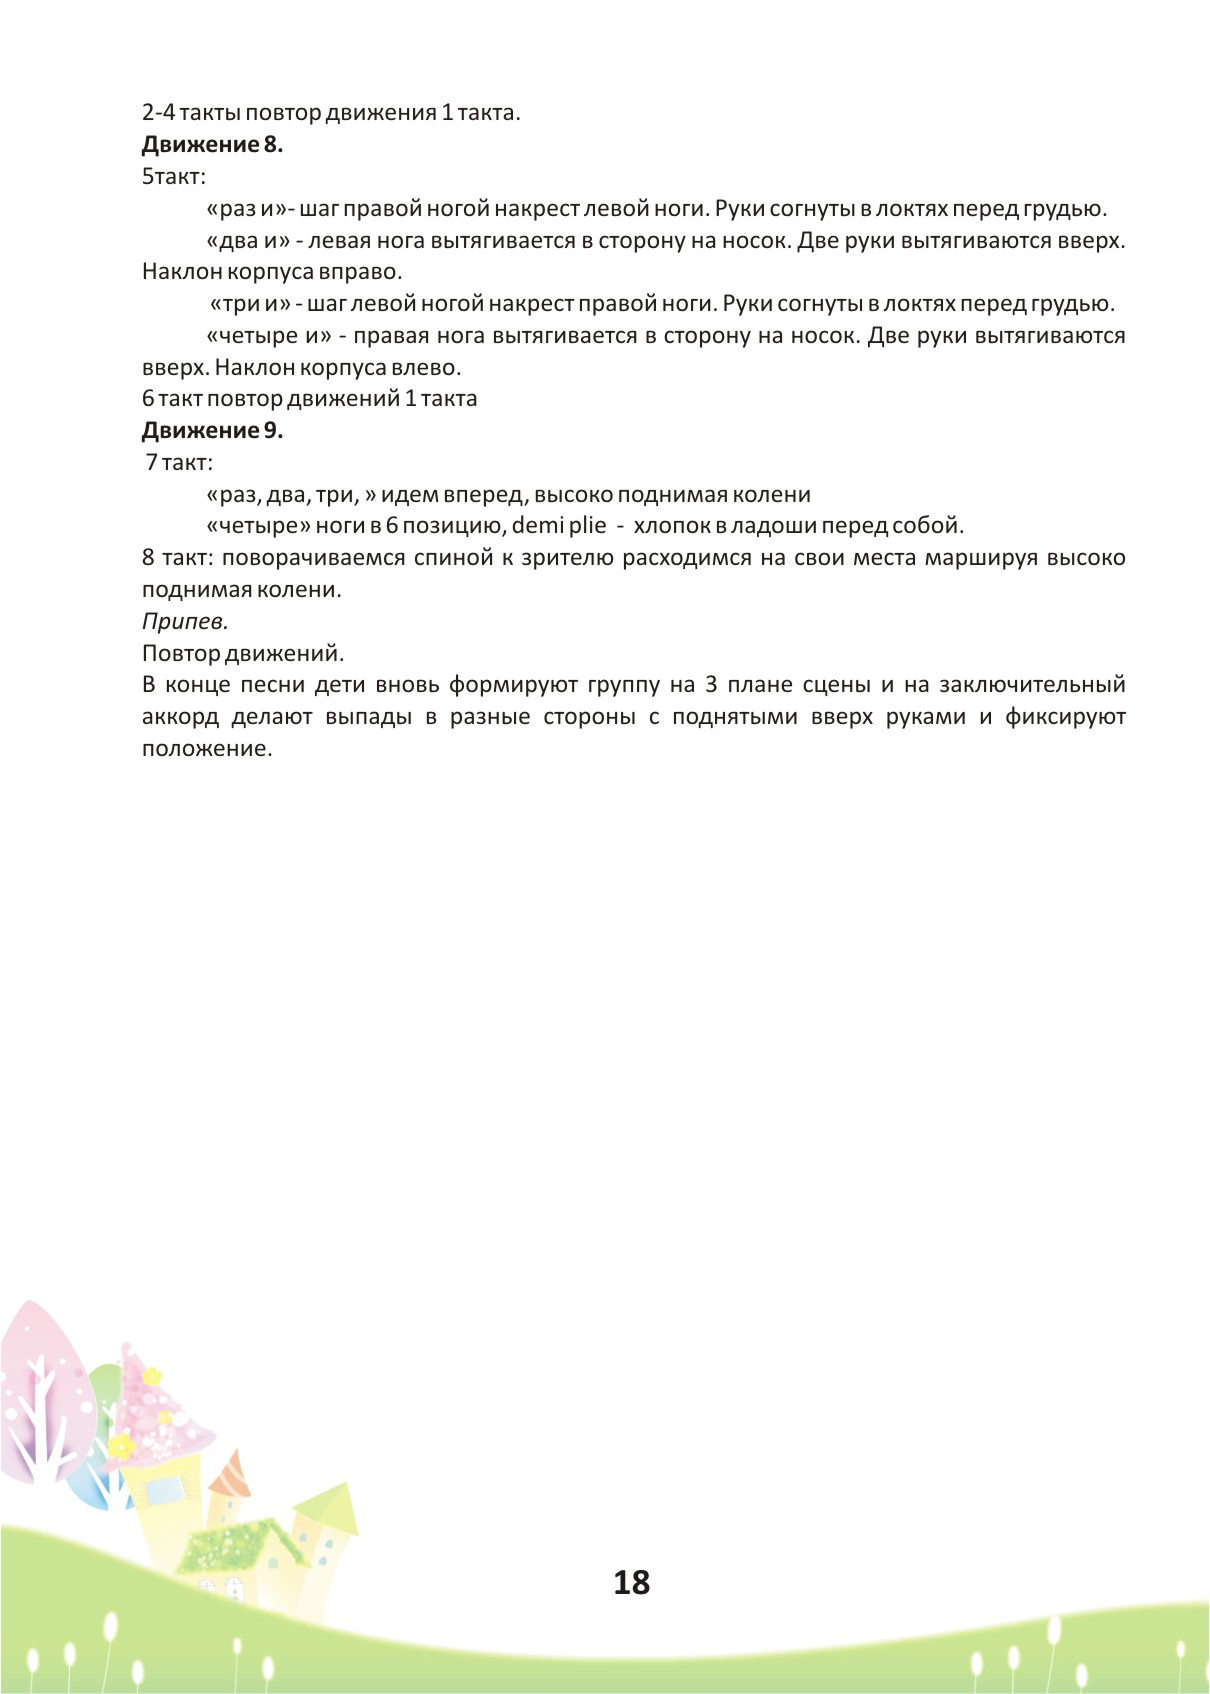 2-4 такты повтор движения 1 такта.
Движение 8.
5такт:
«раз и»- шаг правой ногой накрест левой ноги. Руки согнуты в локтях перед грудью.
«два и» - левая нога вытягивается в сторону на носок. Две руки вытягиваются вверх.
Наклон корпуса вправо.
«три и» - шаг левой ногой накрест правой ноги. Руки согнуты в локтях перед грудью.
«четыре и» - правая нога вытягивается в сторону на носок. Две руки вытягиваются
вверх. Наклон корпуса влево.
6 такт повтор движений 1 такта
Движение 9.
7 такт:
«раз, два, три, » идем вперед, высоко поднимая колени
«четыре» ноги в 6 позицию, demi plie - хлопок в ладоши перед собой.
8 такт: поворачиваемся спиной к зрителю расходимся на свои места маршируя высоко
поднимая колени.
Припев.
Повтор движений.
В конце песни дети вновь формируют группу на 3 плане сцены и на заключительный
аккорд делают выпады в разные стороны с поднятыми вверх руками и фиксируют
положение.
18